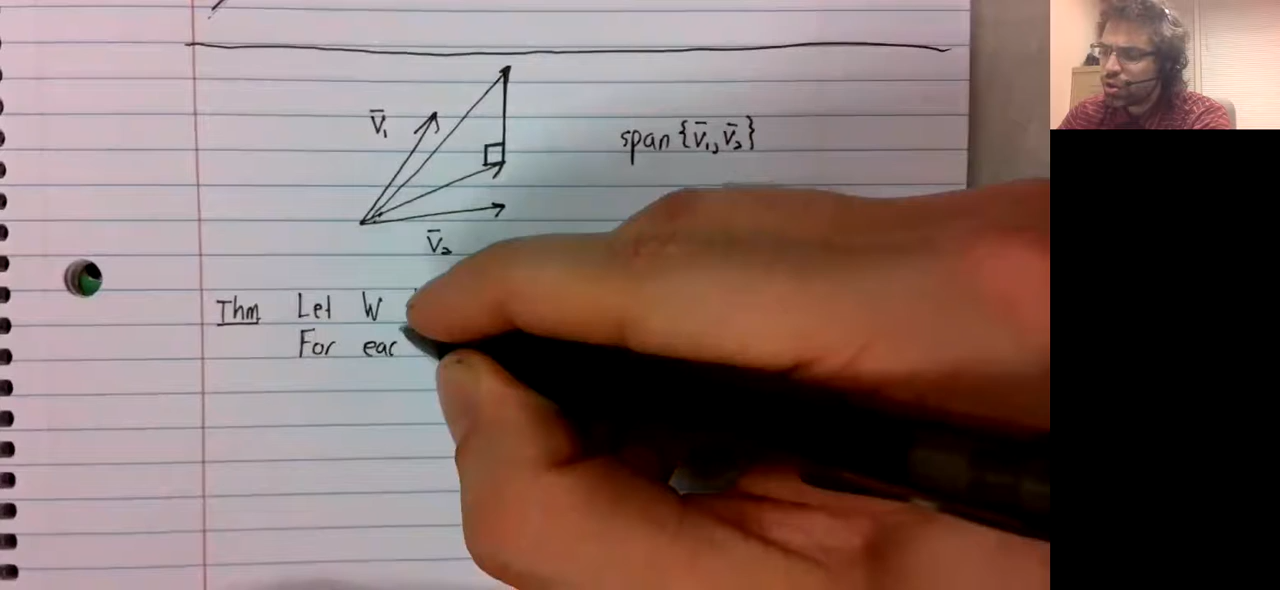 v̄₁
span {v̄₁, v̄₂}
v̄₂
Thm Let W
For eac